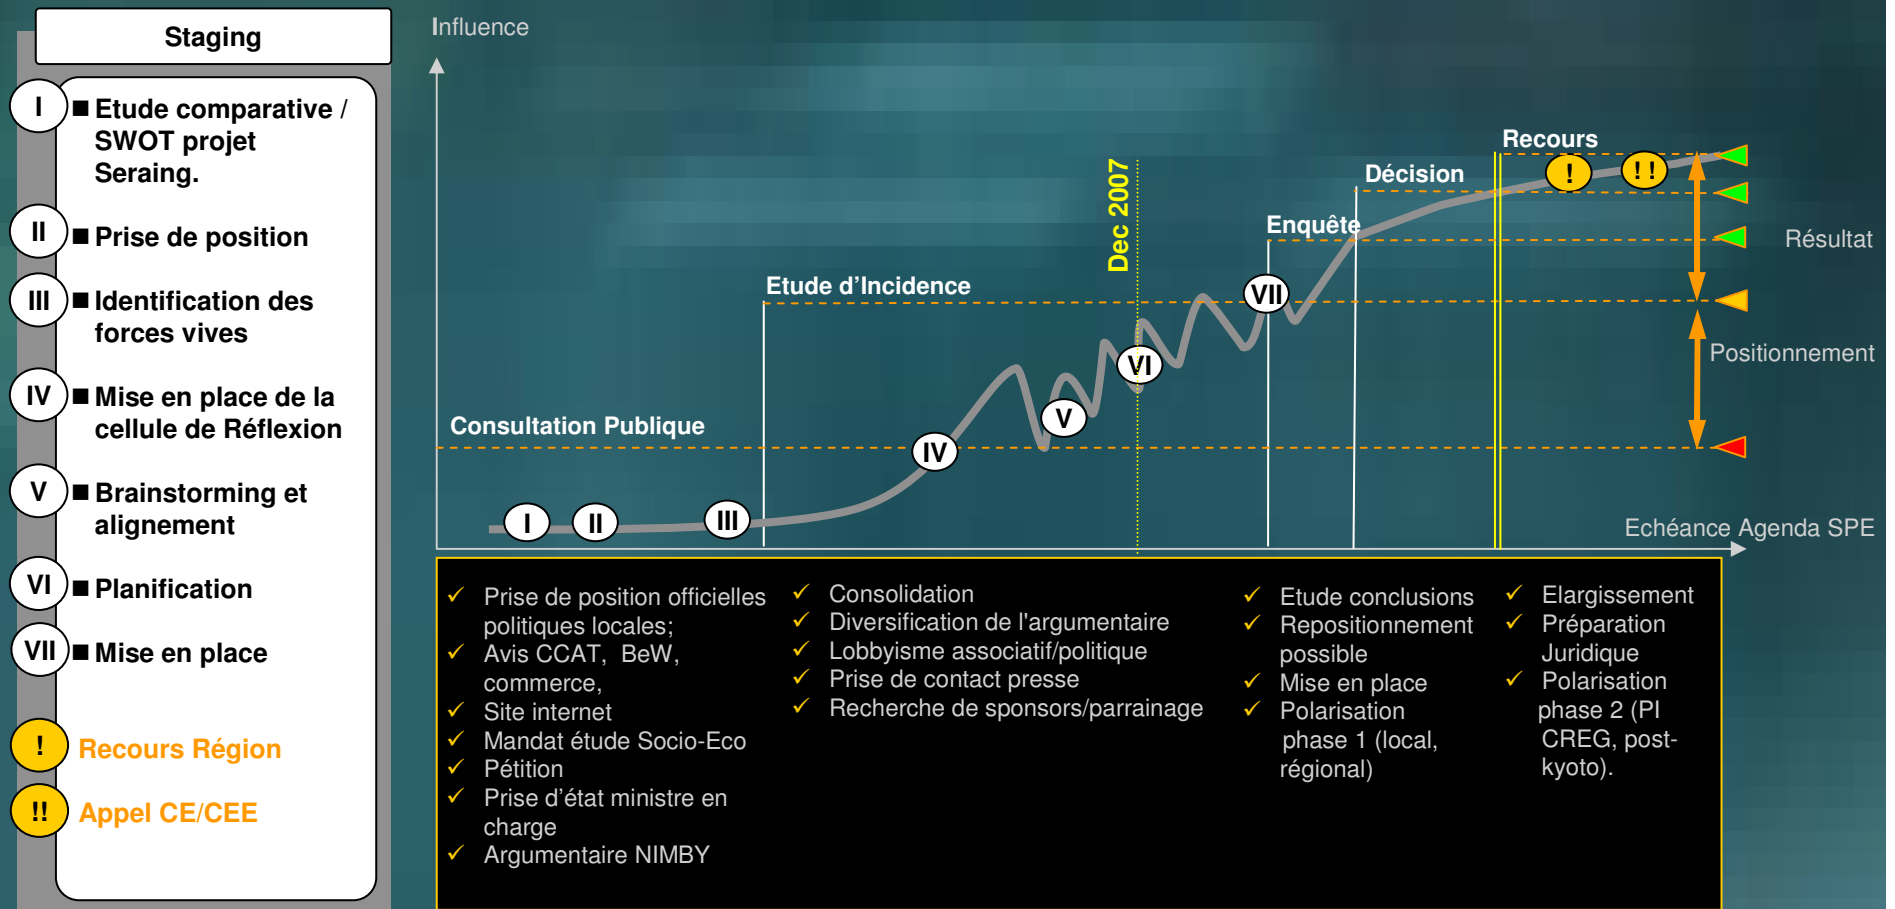 Staging
I
■ Etude comparative /
SWOT projet
Seraing.
II
■ Prise de position
III
■ Identification des
forces vives
IV
■ Mise en place de la
cellule de Réflexion
V
■ Brainstorming et
alignement
VI
■ Planification
VII
■ Mise en place
!
Recours Région
!!
Appel CE/CEE
Influence
Consultation Publique
Etude d’Incidence
Dec 2007
Enquête
Décision
Recours
I
II
III
IV
V
VI
VII
!
!!
Résultat
Positionnement
Echéance Agenda SPE
✓ Prise de position officielles
politiques locales;
✓ Avis CCAT, BeW,
commerce,
✓ Site internet
✓ Mandat étude Socio-Eco
✓ Pétition
✓ Prise d’état ministre en
charge
✓ Argumentaire NIMBY
✓ Consolidation
✓ Diversification de l'argumentaire
✓ Lobbyisme associatif/politique
✓ Prise de contact presse
✓ Recherche de sponsors/parrainage
✓ Etude conclusions
✓ Repositionnement
possible
✓ Mise en place
✓ Polarisation
phase 1 (local,
régional)
✓ Elargissement
✓ Préparation
Juridique
✓ Polarisation
phase 2 (PI
CREG, post-
kyoto).